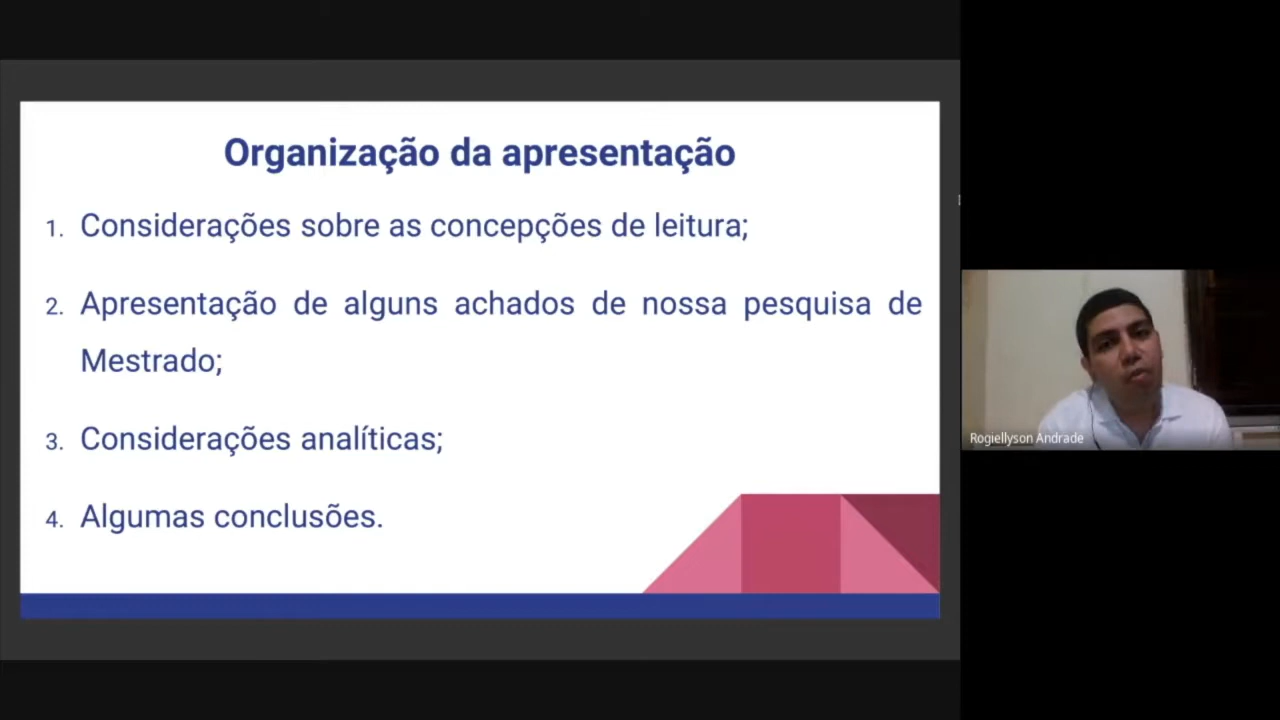 Organização da apresentação
1. Considerações sobre as concepções de leitura;
2. Apresentação de alguns achados de nossa pesquisa de
Mestrado;
3. Considerações analíticas;
4. Algumas conclusões.
Rogiellyson Andrade